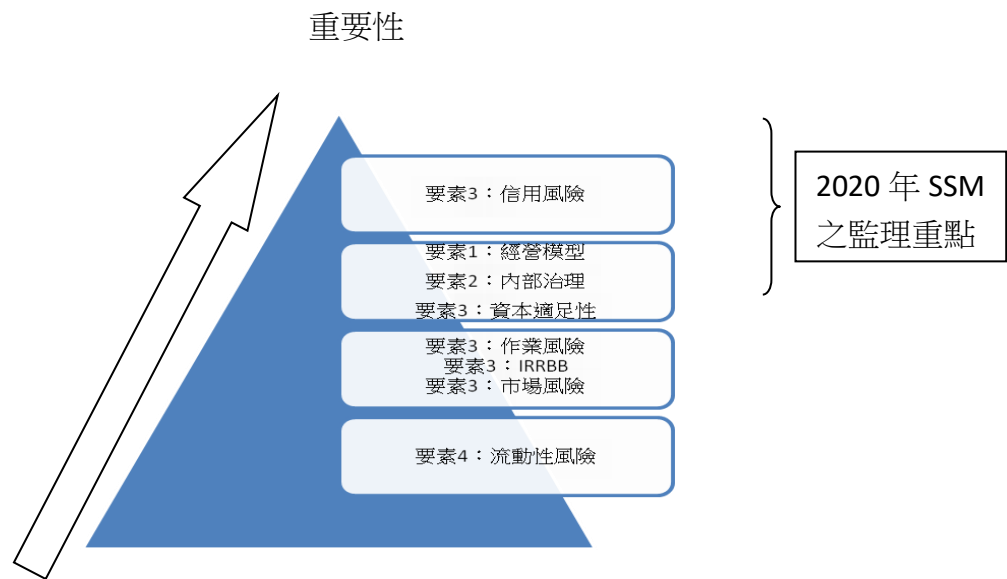 重要性
要素3：信用風險
要素1：經營模型
要素2：內部治理
要素3：資本適足性
要素3：作業風險
要素3：IRRBB
要素3：市場風險
要素4：流動性風險
2020 年 SSM
之監理重點